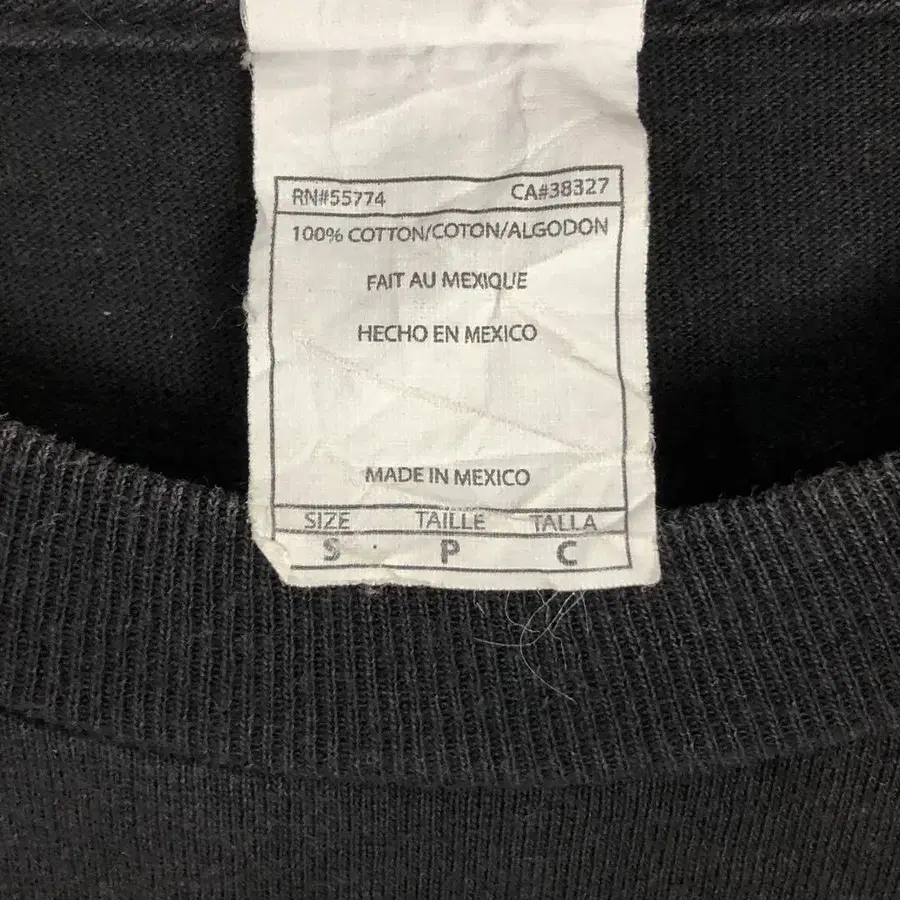 RN#55774 CA#38327
100% COTTON/COTON/ALGODON
FAIT AU MEXIQUE
HECHO EN MEXICO
MADE IN MEXICO
SIZE TAILLE TALLA
S P C